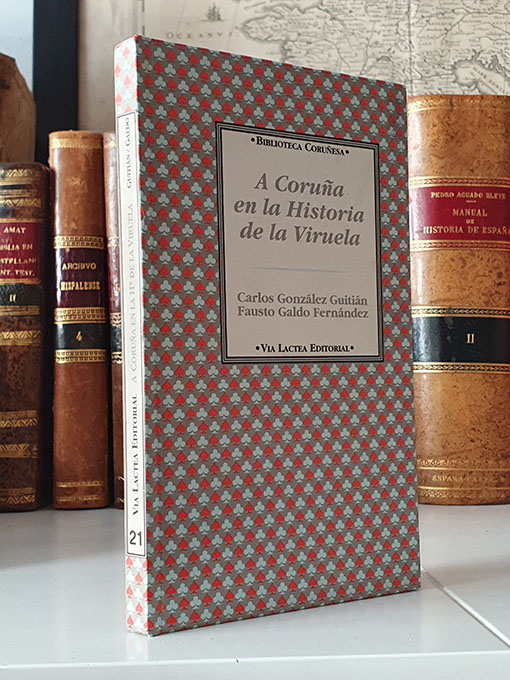 •BIBLIOTECA CORUÑESA•
A Coruña
en la Historia
de la Viruela
Carlos González Guitián
Fausto Galdo Fernández
•VIA LACTEA EDITORIAL•
GUITIÁN / GALDO
A CORUÑA EN LA Hª DE LA VIRUELA
VIA LACTEA EDITORIAL
21
AMAT
II
ARCHIVO
HISPALENSE
4
PEDRO AGUADO BLEYE
MANUAL
DE
HISTORIA DE ESPAÑ
II